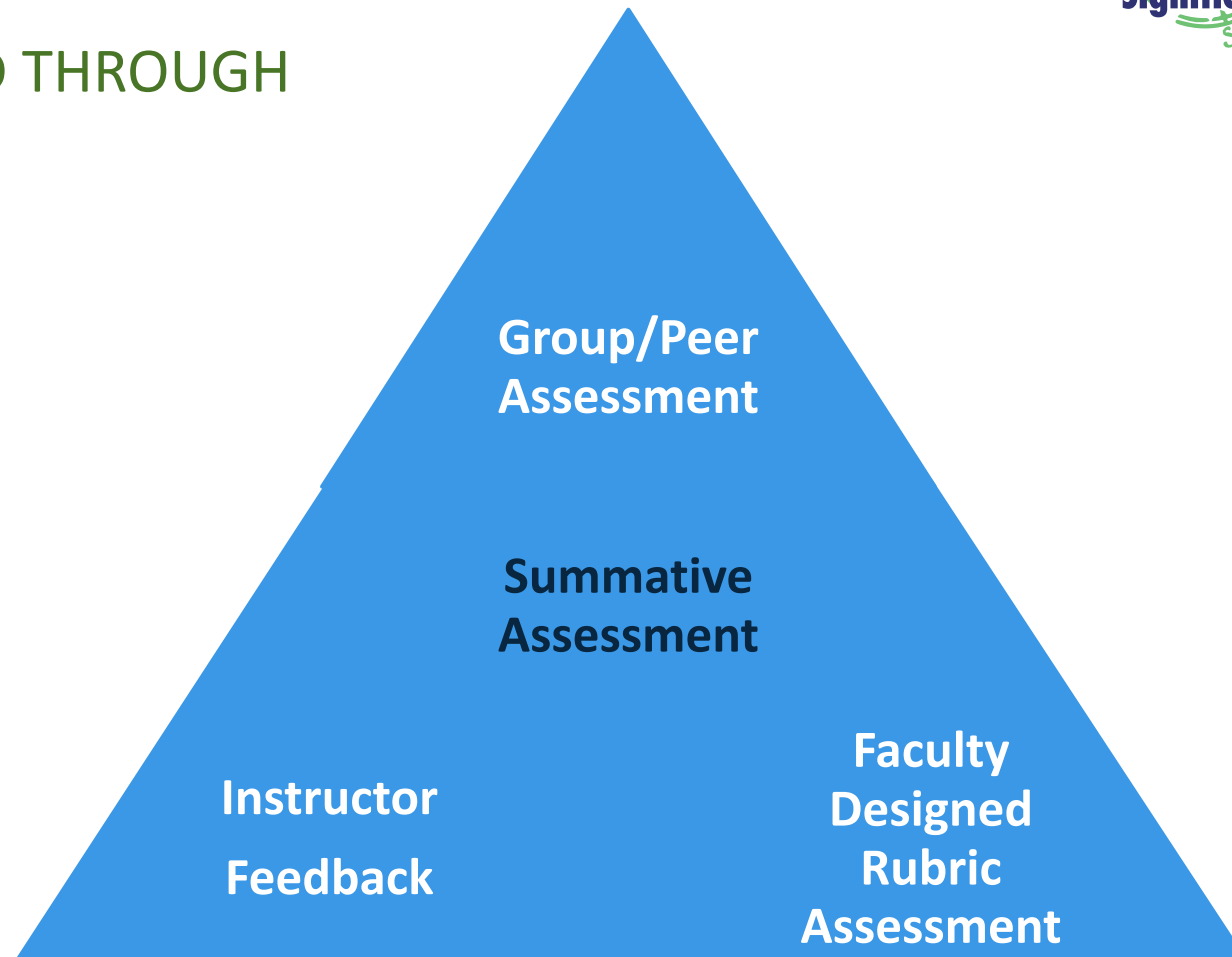 THROUGH
Group/Peer
Assessment
Summative
Assessment
Instructor
Feedback
Faculty
Designed
Rubric
Assessment